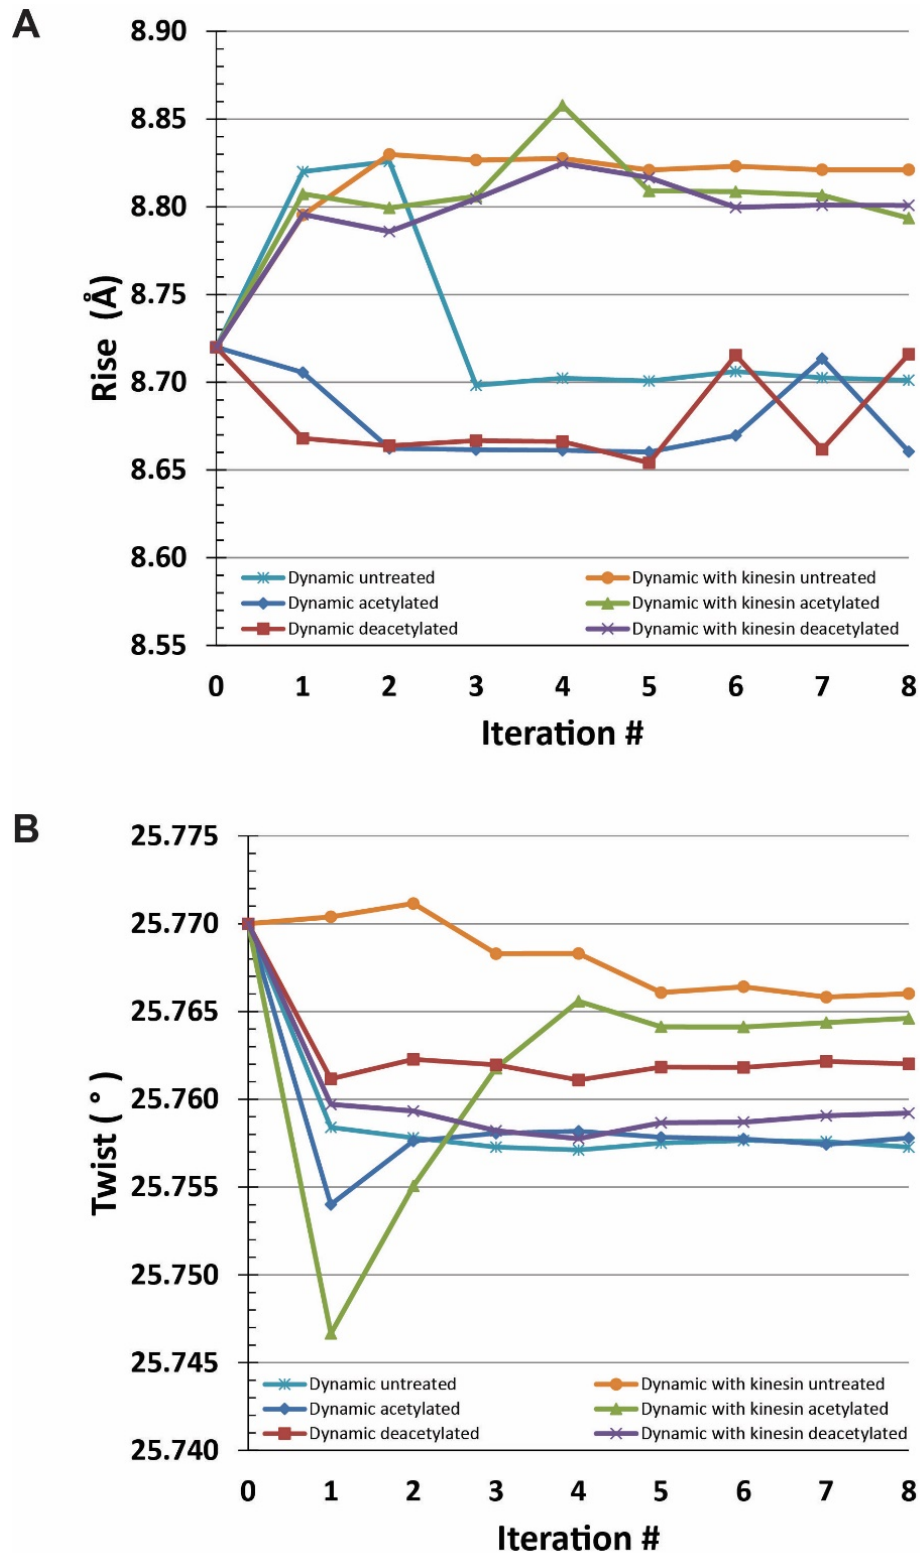 A
8.90
8.85
8.80
8.75
8.70
8.65
8.60
8.55
Rise (Å)
Dynamic untreated
Dynamic with kinesin untreated
Dynamic acetylated
Dynamic with kinesin acetylated
Dynamic deacetylated
Dynamic with kinesin deacetylated
0 1 2 3 4 5 6 7 8
Iteration #
B
25.775
25.770
25.765
25.760
25.755
25.750
25.745
25.740
Twist ( ° )
Dynamic untreated
Dynamic with kinesin untreated
Dynamic acetylated
Dynamic with kinesin acetylated
Dynamic deacetylated
Dynamic with kinesin deacetylated
0 1 2 3 4 5 6 7 8
Iteration #